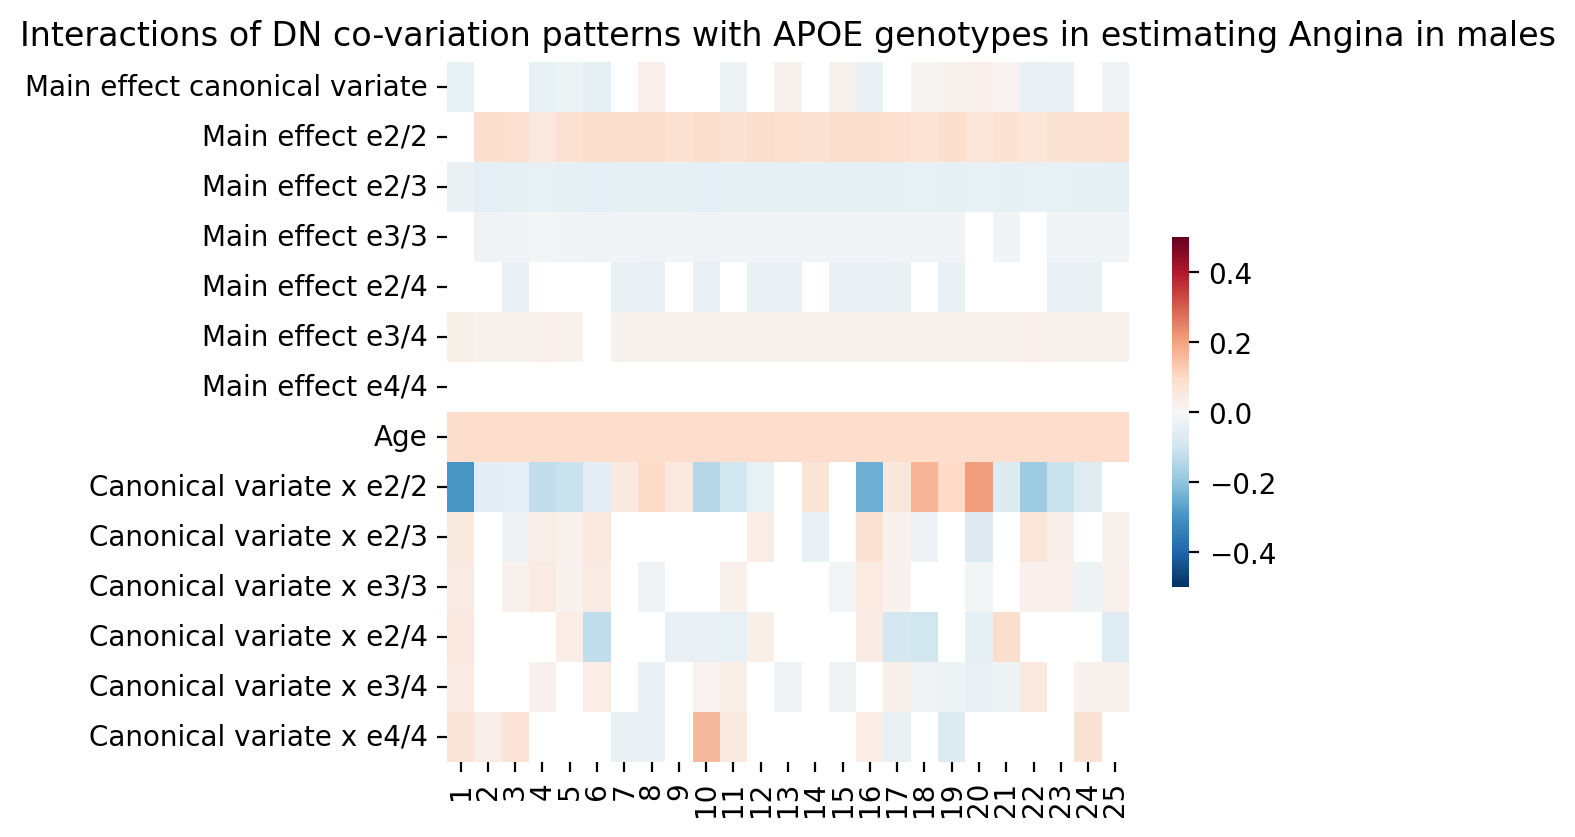 Interactions of DN co-variation patterns with APOE genotypes in estimating Angina in males
Main effect canonical variate
Main effect e2/2
Main effect e2/3
Main effect e3/3
Main effect e2/4
Main effect e3/4
Main effect e4/4
Age
Canonical variate x e2/2
Canonical variate x e2/3
Canonical variate x e3/3
Canonical variate x e2/4
Canonical variate x e3/4
Canonical variate x e4/4
1 2 3 4 5 6 7 8 9 10 11 12 13 14 15 16 17 18 19 20 21 22 23 24 25
0.4
0.2
0.0
−0.2
−0.4